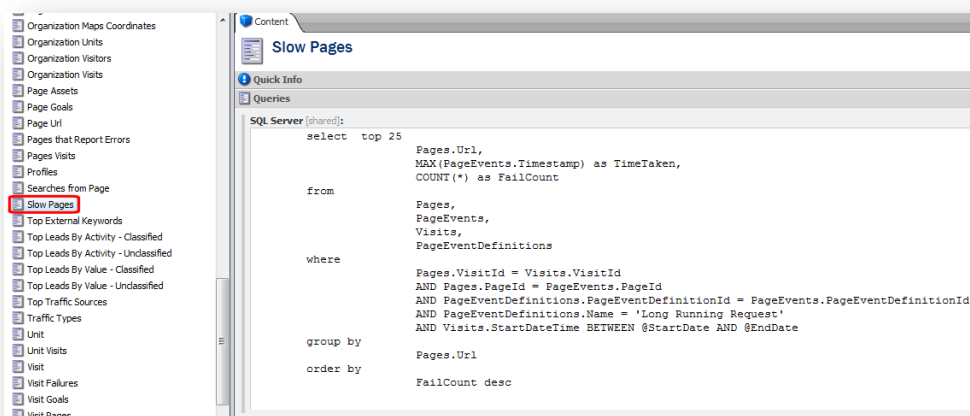 Organization Maps Coordinates
Organization Units
Organization Visitors
Organization Visits
Page Assets
Page Goals
Page Url
Pages that Report Errors
Pages Visits
Profiles
Searches from Page
Slow Pages
Top External Keywords
Top Leads By Activity - Classified
Top Leads By Activity - Unclassified
Top Leads By Value - Classified
Top Leads By Value - Unclassified
Top Traffic Sources
Traffic Types
Unit
Unit Visits
Visit
Visit Failures
Visit Goals
Visit Pages
Content
Slow Pages
Quick Info
Queries
SQL Server [shared]:
select top 25
Pages.Url,
MAX(PageEvents.Timestamp) as TimeTaken,
COUNT(*) as FailCount
from
Pages,
PageEvents,
Visits,
PageEventDefinitions
where
Pages.VisitId = Visits.VisitId
AND Pages.PageId = PageEvents.PageId
AND PageEventDefinitions.PageEventDefinitionId = PageEvents.PageEventDefinitionId
AND PageEventDefinitions.Name = 'Long Running Request'
AND Visits.StartDateTime BETWEEN @StartDate AND @EndDate
group by
Pages.Url
order by
FailCount desc